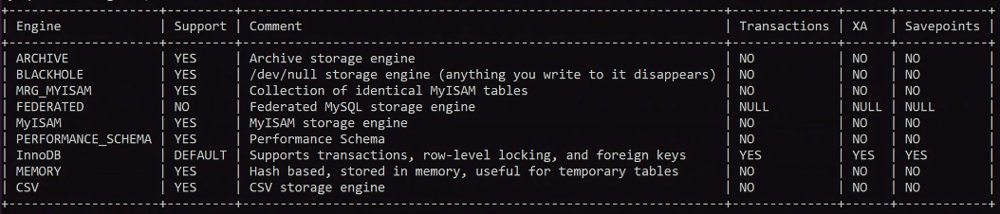 +--------------------+---------+----------------------------------------------------------------+--------------+------+------------+
| Engine             | Support | Comment                                                        | Transactions | XA   | Savepoints |
+--------------------+---------+----------------------------------------------------------------+--------------+------+------------+
| ARCHIVE            | YES     | Archive storage engine                                         | NO           | NO   | NO         |
| BLACKHOLE          | YES     | /dev/null storage engine (anything you write to it disappears) | NO           | NO   | NO         |
| MRG_MYISAM         | YES     | Collection of identical MyISAM tables                          | NO           | NO   | NO         |
| FEDERATED          | NO      | Federated MySQL storage engine                                 | NULL         | NULL | NULL       |
| MyISAM             | YES     | MyISAM storage engine                                          | NO           | NO   | NO         |
| PERFORMANCE_SCHEMA | YES     | Performance Schema                                             | NO           | NO   | NO         |
| InnoDB             | DEFAULT | Supports transactions, row-level locking, and foreign keys     | YES          | YES  | YES        |
| MEMORY             | YES     | Hash based, stored in memory, useful for temporary tables      | NO           | NO   | NO         |
| CSV                | YES     | CSV storage engine                                             | NO           | NO   | NO         |
+--------------------+---------+----------------------------------------------------------------+--------------+------+------------+